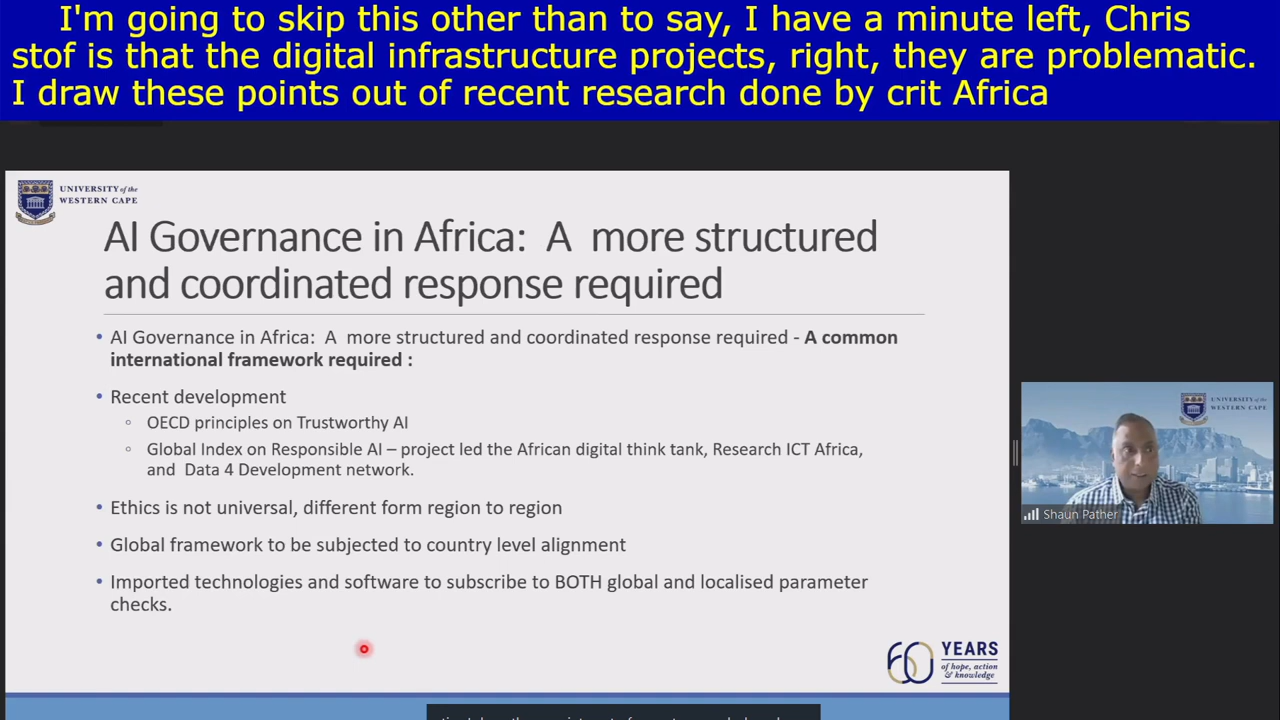 I'm going to skip this other than to say, I have a minute left, Chris
stof is that the digital infrastructure projects, right, they are problematic.
I draw these points out of recent research done by crit Africa
UNIVERSITY of the
WESTERN CAPE
AI Governance in Africa: A more structured
and coordinated response required
• AI Governance in Africa: A more structured and coordinated response required - A common
international framework required :
• Recent development
◦ OECD principles on Trustworthy AI
◦ Global Index on Responsible AI – project led the African digital think tank, Research ICT Africa,
and Data 4 Development network.
• Ethics is not universal, different form region to region
• Global framework to be subjected to country level alignment
• Imported technologies and software to subscribe to BOTH global and localised parameter
checks.
60 YEARS
of hope, action
& knowledge
UNIVERSITY of the
WESTERN CAPE
Shaun Pather